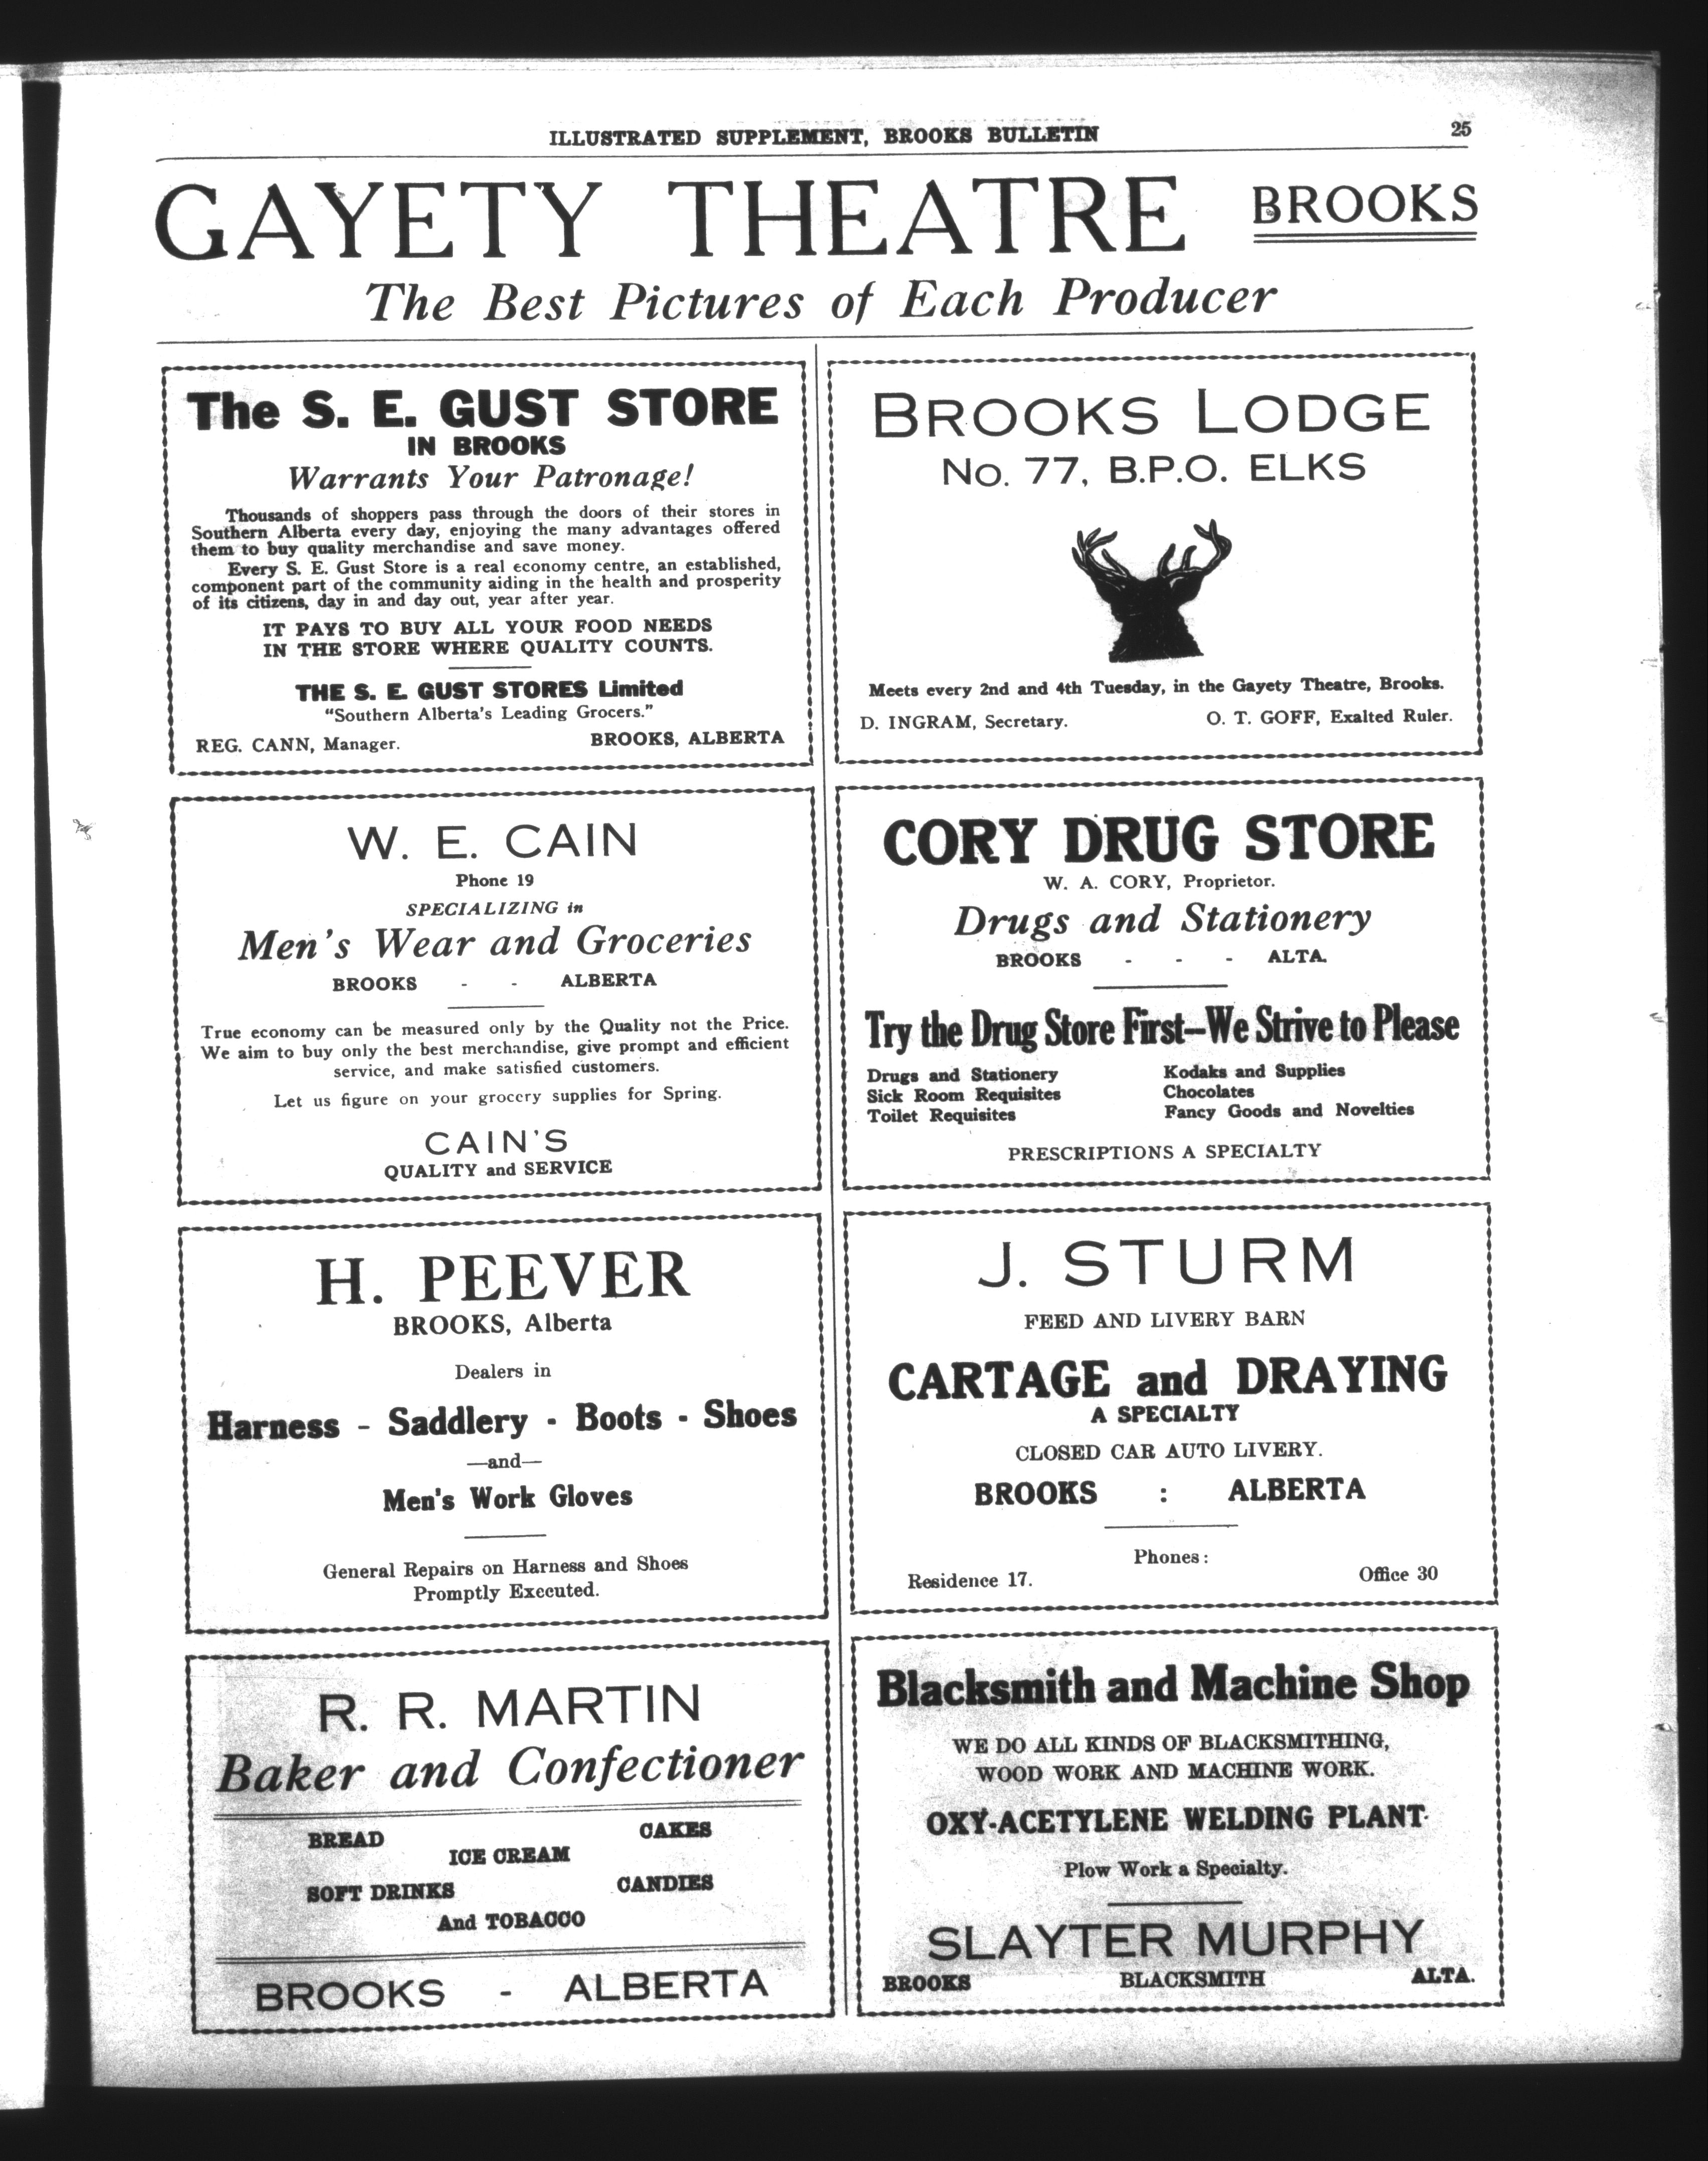 ILLUSTRATED SUPPLEMENT, BROOKS BULLETIN
25
GAYETY THEATRE BROOKS
The Best Pictures of Each Producer
The S. E. GUST STORE
IN BROOKS
Warrants Your Patronage!
Thousands of shoppers pass through the doors of their stores in
Southern Alberta every day, enjoying the many advantages offered
them to buy quality merchandise and save money.
Every S. E. Gust Store is a real economy centre, an established,
component part of the community aiding in the health and prosperity
of its citizens, day in and day out, year after year.
IT PAYS TO BUY ALL YOUR FOOD NEEDS
IN THE STORE WHERE QUALITY COUNTS.
THE S. E. GUST STORES Limited
"Southern Alberta's Leading Grocers."
REG. CANN, Manager. BROOKS, ALBERTA
BROOKS LODGE
No. 77, B.P.O. ELKS
Meets every 2nd and 4th Tuesday, in the Gayety Theatre, Brooks.
D. INGRAM, Secretary. O. T. GOFF, Exalted Ruler.
W. E. CAIN
Phone 19
SPECIALIZING in
Men's Wear and Groceries
BROOKS - - ALBERTA
True economy can be measured only by the Quality not the Price.
We aim to buy only the best merchandise, give prompt and efficient
service, and make satisfied customers.
Let us figure on your grocery supplies for Spring.
CAIN'S
QUALITY and SERVICE
CORY DRUG STORE
W. A. CORY, Proprietor.
Drugs and Stationery
BROOKS - - - ALTA.
Try the Drug Store First—We Strive to Please
Drugs and Stationery
Sick Room Requisites
Toilet Requisites
Kodaks and Supplies
Chocolates
Fancy Goods and Novelties
PRESCRIPTIONS A SPECIALTY
H. PEEVER
BROOKS, Alberta
Dealers in
Harness - Saddlery - Boots - Shoes
—and—
Men's Work Gloves
General Repairs on Harness and Shoes
Promptly Executed.
J. STURM
FEED AND LIVERY BARN
CARTAGE and DRAYING
A SPECIALTY
CLOSED CAR AUTO LIVERY.
BROOKS : ALBERTA
Phones:
Residence 17. Office 30
R. R. MARTIN
Baker and Confectioner
BREAD CAKES
ICE CREAM
SOFT DRINKS CANDIES
And TOBACCO
BROOKS - ALBERTA
Blacksmith and Machine Shop
WE DO ALL KINDS OF BLACKSMITHING,
WOOD WORK AND MACHINE WORK.
OXY-ACETYLENE WELDING PLANT
Plow Work a Specialty.
SLAYTER MURPHY
BROOKS BLACKSMITH ALTA.